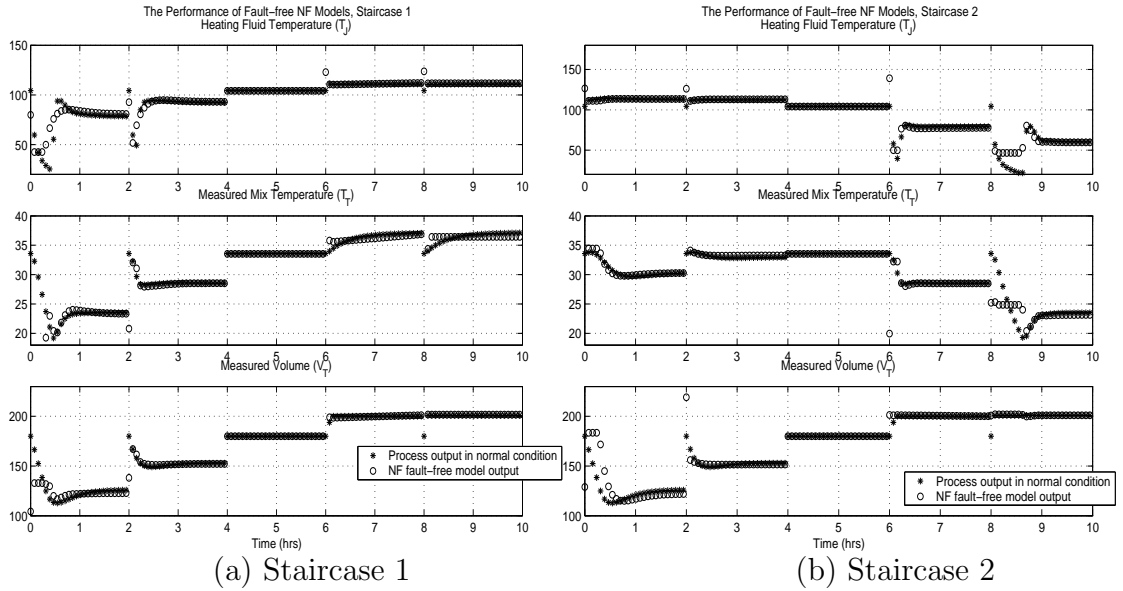 The Performance of Fault-free NF Models, Staircase 1
Heating Fluid Temperature (T_J)
150
100
50
0 1 2 3 4 5 6 7 8 9 10
Measured Mix Temperature (T_T)
40
35
30
25
20
0 1 2 3 4 5 6 7 8 9 10
Measured Volume (V_T)
200
150
100
0 1 2 3 4 5 6 7 8 9 10
Time (hrs)
Process output in normal condition
NF fault-free model output
(a) Staircase 1
The Performance of Fault-free NF Models, Staircase 2
Heating Fluid Temperature (T_J)
150
100
50
0 1 2 3 4 5 6 7 8 9 10
Measured Mix Temperature (T_T)
40
35
30
25
20
0 1 2 3 4 5 6 7 8 9 10
Measured Volume (V_T)
200
150
100
0 1 2 3 4 5 6 7 8 9 10
Time (hrs)
Process output in normal condition
NF fault-free model output
(b) Staircase 2